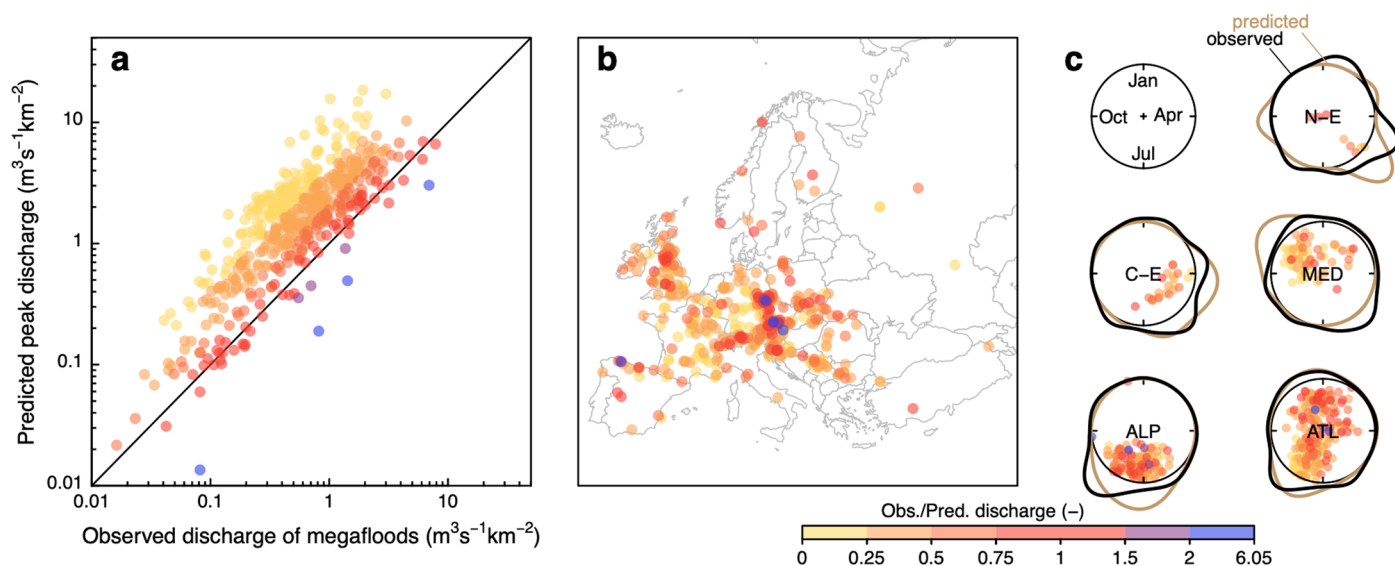 a
Predicted peak discharge (m³s⁻¹km⁻²)
10
1
0.1
0.01
0.01
0.1
1
10
Observed discharge of megafloods (m³s⁻¹km⁻²)
b
c
predicted
observed
Jan
Oct + Apr
Jul
N−E
C−E
MED
ALP
ATL
Obs./Pred. discharge (−)
0 0.25 0.5 0.75 1 1.5 2 6.05